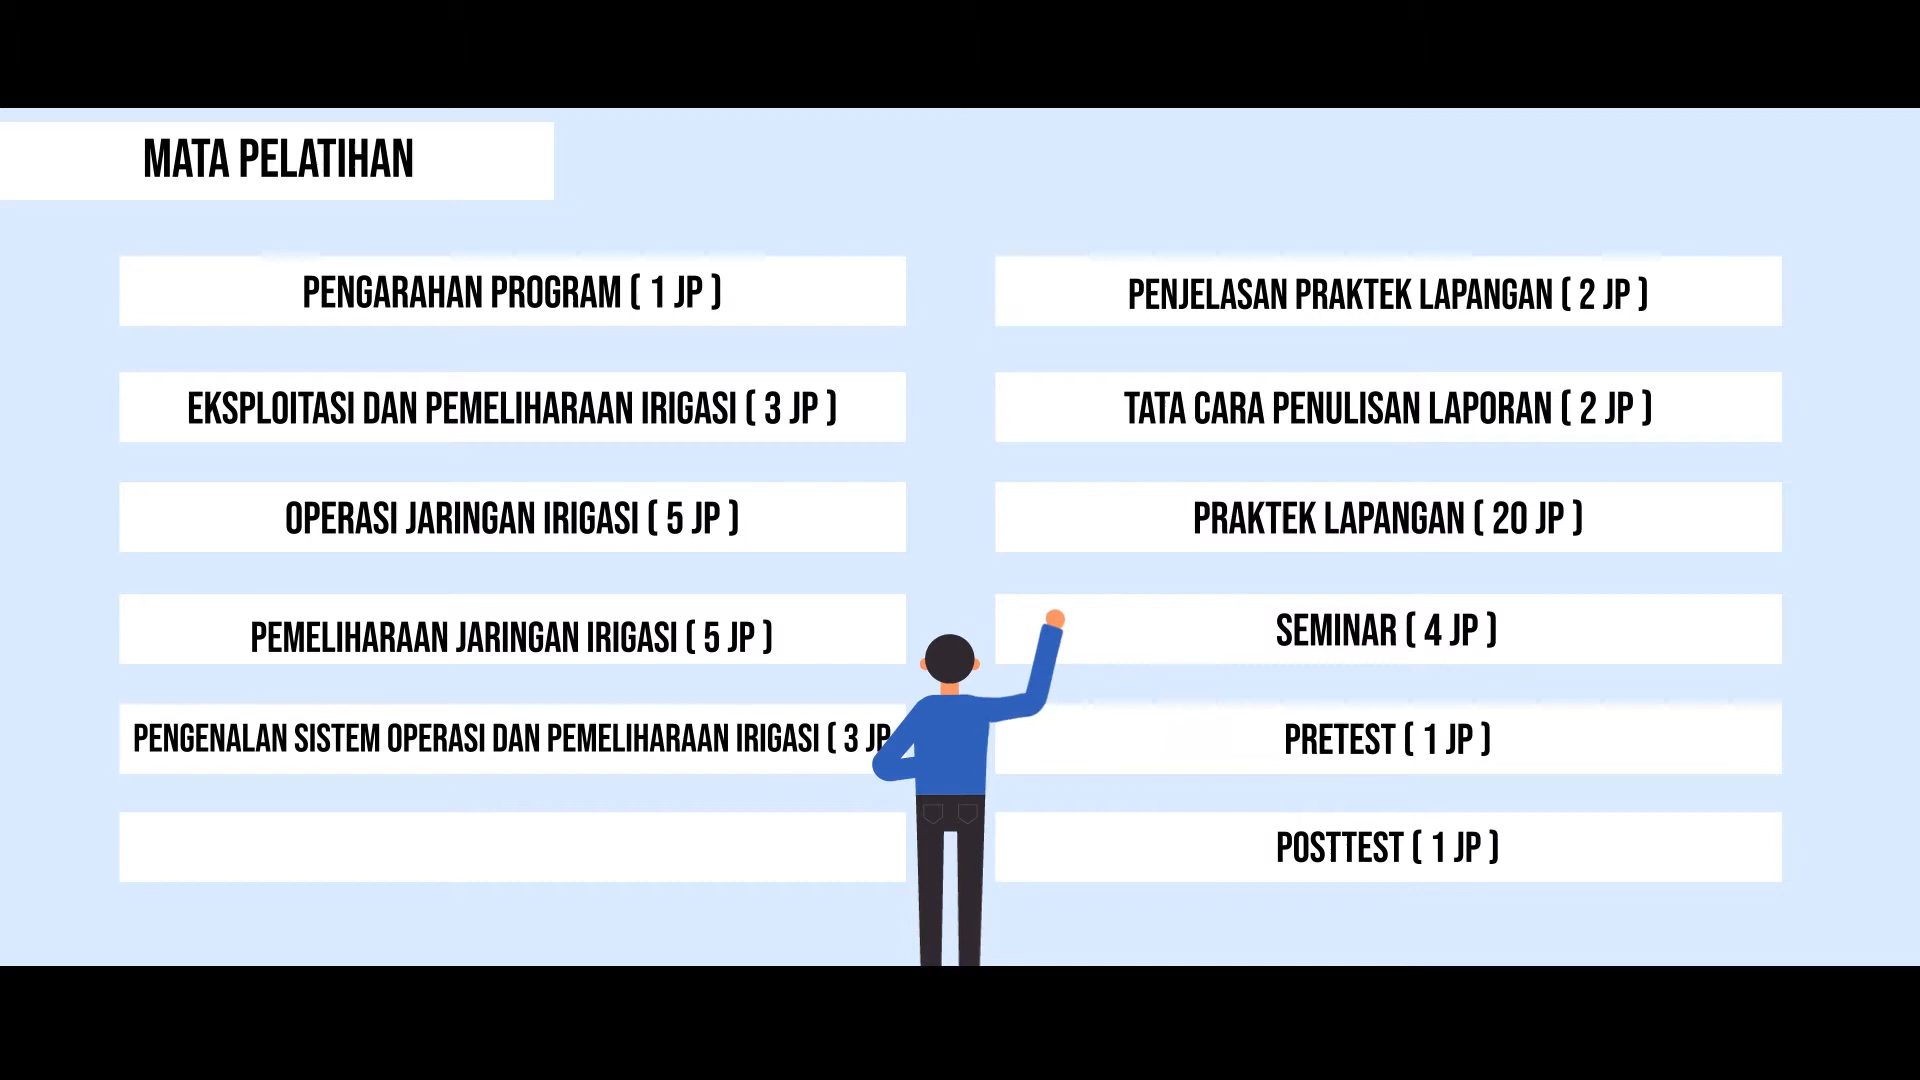 MATA PELATIHAN
PENGARAHAN PROGRAM ( 1 JP )
EKSPLOITASI DAN PEMELIHARAAN IRIGASI ( 3 JP )
OPERASI JARINGAN IRIGASI ( 5 JP )
PEMELIHARAAN JARINGAN IRIGASI ( 5 JP )
PENGENALAN SISTEM OPERASI DAN PEMELIHARAAN IRIGASI ( 3 JP
PENJELASAN PRAKTEK LAPANGAN ( 2 JP )
TATA CARA PENULISAN LAPORAN ( 2 JP )
PRAKTEK LAPANGAN ( 20 JP )
SEMINAR ( 4 JP )
PRETEST ( 1 JP )
POSTTEST ( 1 JP )